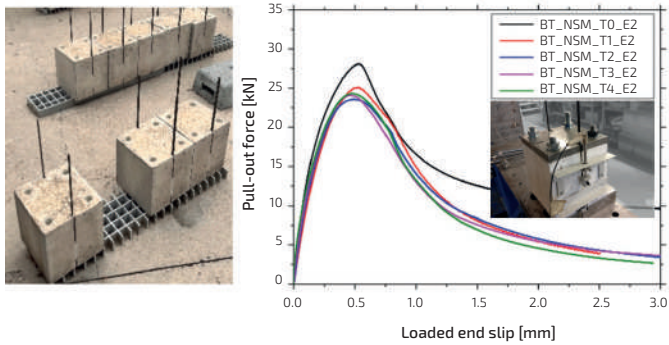 35
30
25
20
15
10
5
0
Pull-out force [kN]
BT_NSM_T0_E2
BT_NSM_T1_E2
BT_NSM_T2_E2
BT_NSM_T3_E2
BT_NSM_T4_E2
0.0 0.5 1.0 1.5 2.0 2.5 3.0
Loaded end slip [mm]